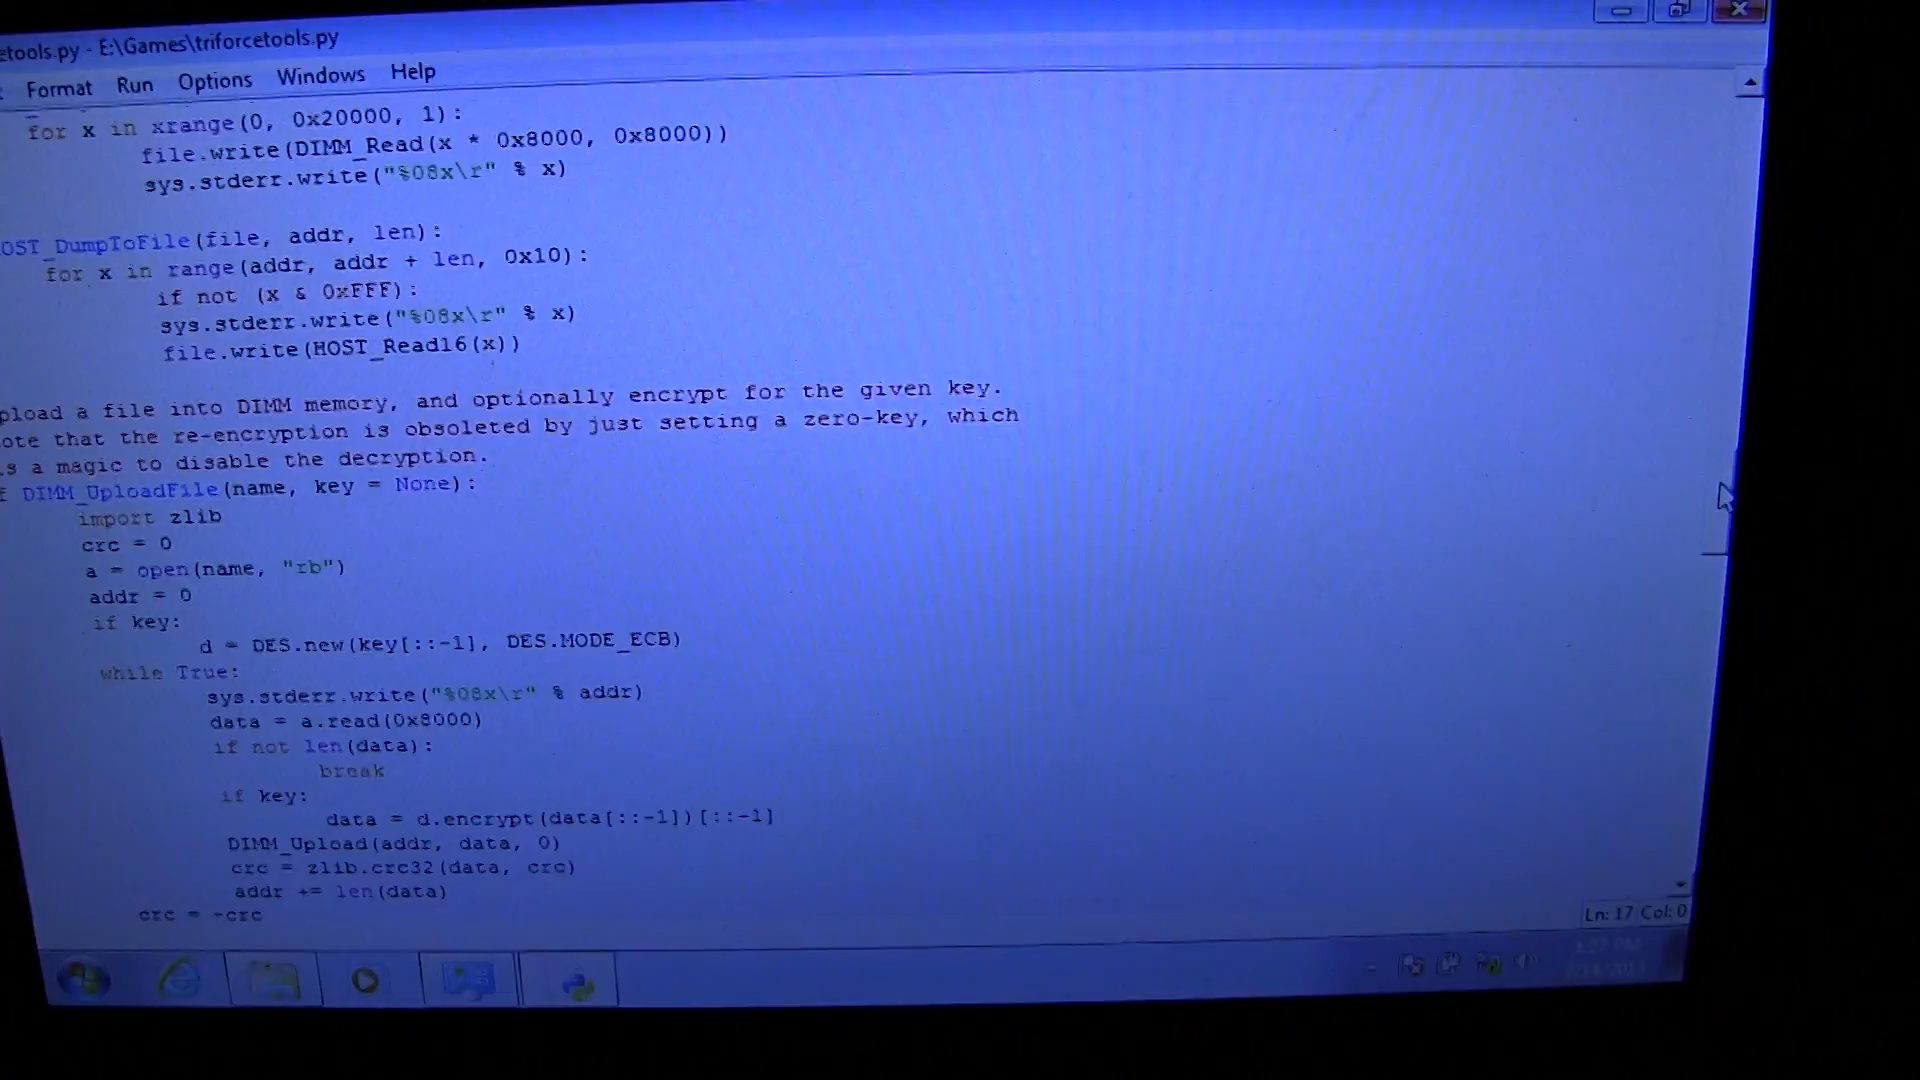 etools.py - E:\Games\triforcetools.py
Format Run Options Windows Help
for x in xrange(0, 0x20000, 1):
file.write(DIMM_Read(x * 0x8000, 0x8000))
sys.stderr.write("%08x\r" % x)
OST_DumpToFile(file, addr, len):
for x in range(addr, addr + len, 0x10):
if not (x & 0xFFF):
sys.stderr.write("%08x\r" % x)
file.write(HOST_Read16(x))
pload a file into DIMM memory, and optionally encrypt for the given key.
ote that the re-encryption is obsoleted by just setting a zero-key, which
s a magic to disable the decryption.
f DIMM_UploadFile(name, key = None):
import zlib
crc = 0
a = open(name, "rb")
addr = 0
if key:
d = DES.new(key[::-1], DES.MODE_ECB)
while True:
sys.stderr.write("%08x\r" % addr)
data = a.read(0x8000)
if not len(data):
break
if key:
data = d.encrypt(data[::-1])[::-1]
DIMM_Upload(addr, data, 0)
crc = zlib.crc32(data, crc)
addr += len(data)
crc = ~crc
Ln: 17 Col: 0